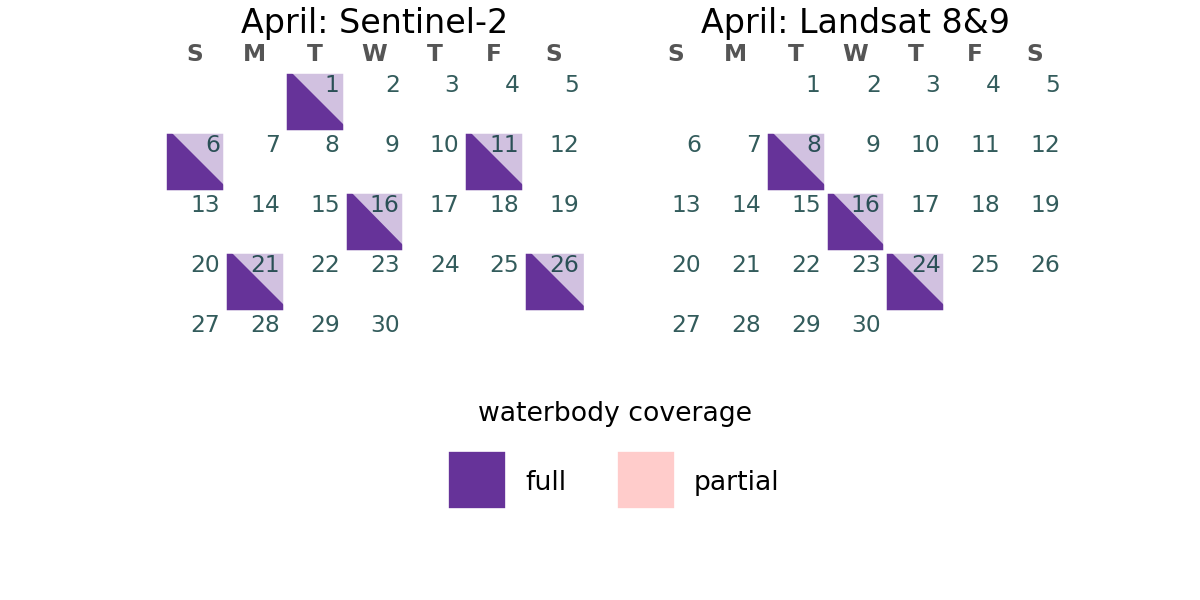 April: Sentinel-2
S M T W T F S
1 2 3 4 5
6 7 8 9 10 11 12
13 14 15 16 17 18 19
20 21 22 23 24 25 26
27 28 29 30
April: Landsat 8&9
S M T W T F S
1 2 3 4 5
6 7 8 9 10 11 12
13 14 15 16 17 18 19
20 21 22 23 24 25 26
27 28 29 30
waterbody coverage
full partial